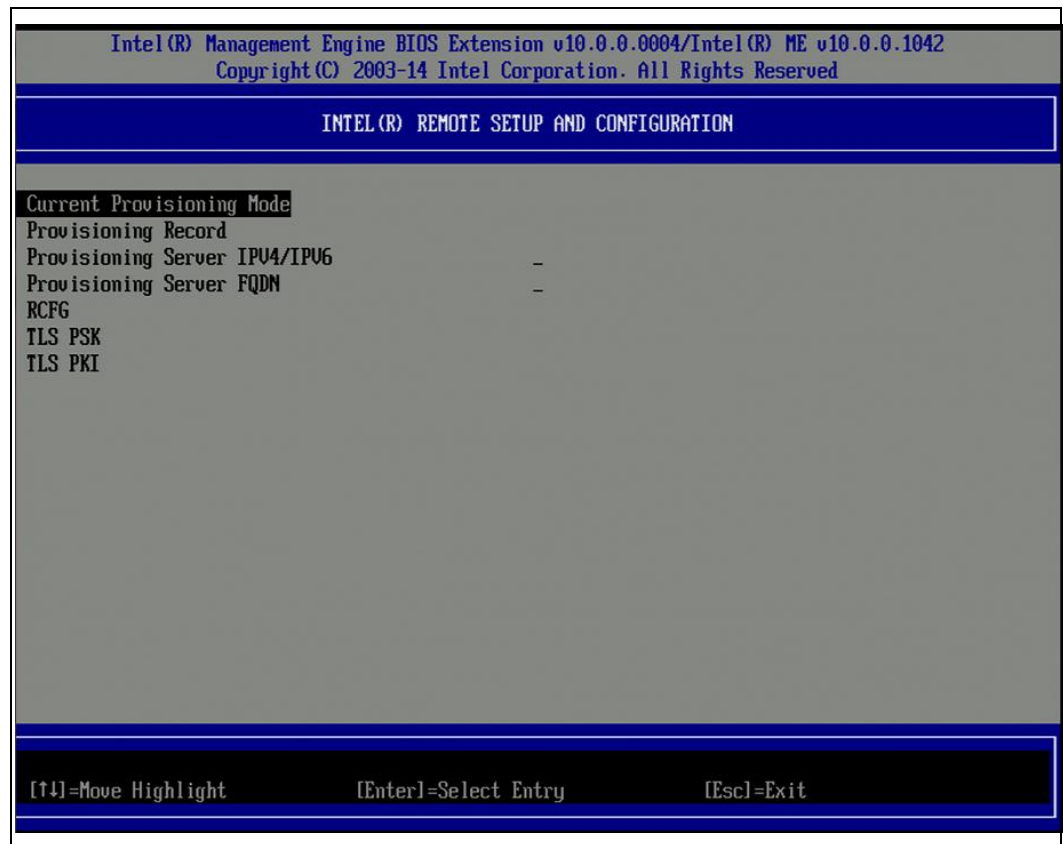 Intel(R) Management Engine BIOS Extension v10.0.0.0004/Intel(R) ME v10.0.0.1042
Copyright(C) 2003-14 Intel Corporation. All Rights Reserved
INTEL(R) REMOTE SETUP AND CONFIGURATION
Current Provisioning Mode
Provisioning Record
Provisioning Server IPV4/IPV6 _
Provisioning Server FQDN _
RCFG
TLS PSK
TLS PKI
[↑↓]=Move Highlight [Enter]=Select Entry [Esc]=Exit